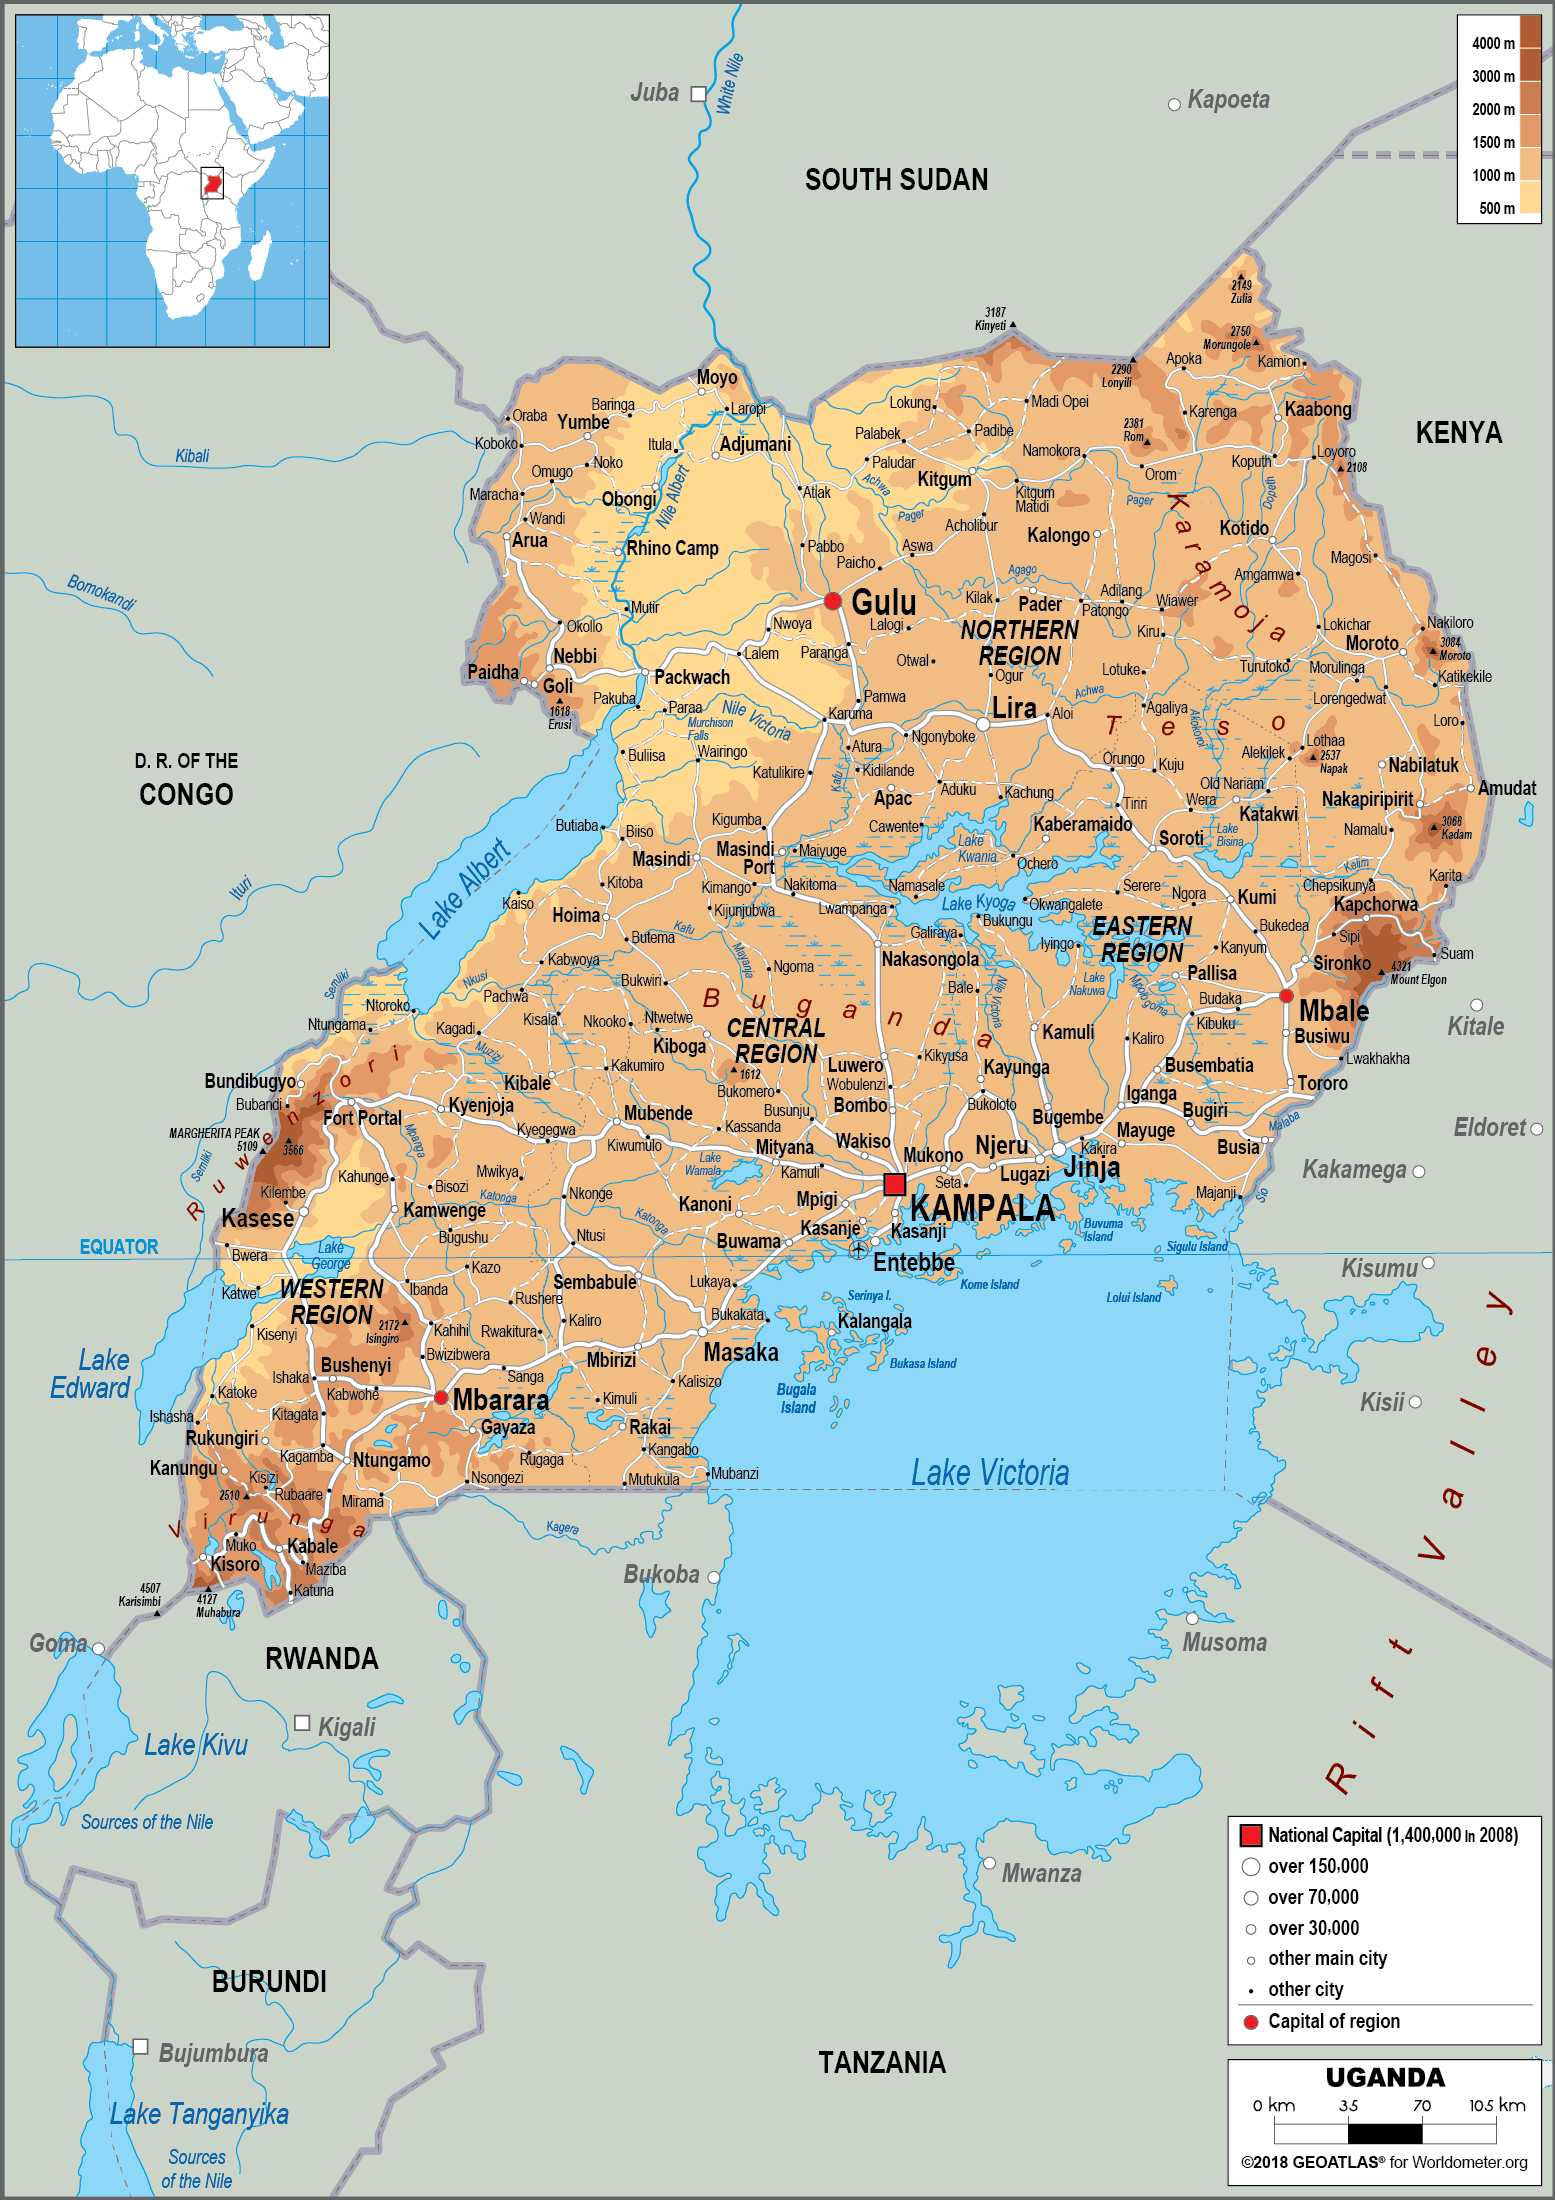 4000 m
3000 m
2000 m
1500 m
1000 m
500 m
Juba
White Nile
Kapoeta
SOUTH SUDAN
KENYA
D. R. OF THE
CONGO
RWANDA
BURUNDI
TANZANIA
2149
Zulia
2750
Morungole
3187
Kinyeti
2290
Lonyili
Apoka
Kamion
Moyo
Laropi
Baringa
Oraba
Yumbe
Koboko
Itula
Adjumani
Noko
Omugo
Maracha
Obongi
Nile Albert
Wandi
Arua
Rhino Camp
Atlak
Lokung
Madi Opei
Palabek
Padibe
Paludar
Kitgum
Namokora
2381
Rom
Karenga
Kaabong
Loyoro
2108
Koputh
Orom
Kitgum
Matidi
Achwa
Pager
Pager
Dopeth
Acholibur
Kalongo
Kotido
Magosi
Pabbo
Aswa
Paicho
Agago
Amgamwa
Karamoja
Kibali
Bomokandi
Mutir
Okollo
Gulu
Nwoya
Lalogi
Kilak
Pader
Adilang
Patongo
Wiawer
Kiru
Lokichar
Nakiloro
NORTHERN
REGION
Paranga
Otwal
Lalem
Moroto
3084
Moroto
Nebbi
Paidha
Goli
1618
Erusi
Packwach
Pakuba
Paraa
Murchison
Falls
Nile Victoria
Pamwa
Karuma
Ogur
Lotuke
Turutoko
Morulinga
Katikekile
Lorengedwat
Lira
Aloi
Achwa
Agaliya
Akokoroi
Teso
Loro
Buliisa
Wairingo
Atura
Ngonyboke
Katulikire
Kidilande
Kafu
Orungo
Kuju
Alekilek
Lothaa
2537
Napak
Nabilatuk
Amudat
Apac
Aduku
Kachung
Tiriri
Old Nariam
Wera
Katakwi
Nakapiripirit
Butiaba
Biiso
Kigumba
Cawente
Kaberamaido
Soroti
Lake
Bisina
Namalu
3068
Kadam
Masindi
Masindi
Port
Maiyuge
Lake
Kwania
Ochero
Kelim
Kitoba
Kimango
Nakitoma
Namasale
Serere
Ngora
Kumi
Chepsikunya
Karita
Lake Albert
Kaiso
Hoima
Kijunjubwa
Lwampanga
Lake Kyoga
Okwangalete
Bukungu
Kapchorwa
Butema
Kafu
Mayanja
Galiraya
Iyingo
EASTERN
REGION
Bukedea
Kanyum
Sipi
Suam
Ituri
Kabwoya
Nakasongola
Sironko
4321
Mount Elgon
Bukwiri
Ngoma
Lake
Nakuwa
Mpologoma
Pallisa
Semliki
Nkusi
Pachwa
Bale
Nile Victoria
Budaka
Mbale
Kitale
Ntoroko
Buganda
Ntungama
Kagadi
Kisala
Nkooko
Ntwetwe
Kiboga
CENTRAL
REGION
Kamuli
Kaliro
Kibuku
Busiwu
Muzizi
Kikyusa
Lwakhakha
Kakumiro
1612
Luwero
Kayunga
Busembatia
Bundibugyo
Kibale
Bukomero
Wobulenzi
Tororo
Bubandi
Ruwenzori
Fort Portal
Kyenjoja
Mubende
Busunju
Bombo
Bukoloto
Iganga
Bugembe
Bugiri
MARGHERITA PEAK
5109
3566
Kyegegwa
Kiwumulo
Kassanda
Mityana
Wakiso
Mukono
Njeru
Mayuge
Kakira
Malaba
Busia
Eldoret
Mpanga
Semliki
Kahunge
Mwikya
Lake
Wamala
Kamuli
Lugazi
Jinja
Kakamega
Kilembe
Bisozi
Katonga
Nkonge
Seta
Majanji
Sio
Kasese
Kamwenge
Kanoni
Mpigi
KAMPALA
Bugushu
Katonga
Kasanje
Kasanji
Buvuma
Island
Sigulu Island
EQUATOR
Bwera
Lake
George
Ntusi
Buwama
Entebbe
Kisumu
Katwe
WESTERN
REGION
Kazo
Ibanda
Sembabule
Lukaya
Kome Island
Lolui Island
Serinya I.
Rushere
Bukakata
Kalangala
Kisenyi
2172
Isingiro
Kahihi
Rwakitura
Kaliro
Lake
Edward
Bwizibwera
Mbirizi
Masaka
Bukasa Island
Bushenyi
Ishaka
Kabwohe
Sanga
Kalisizo
Bugala
Island
Mbarara
Katoke
Kimuli
Kisii
Ishasha
Kitagata
Gayaza
Rakai
Rukungiri
Kagamba
Ntungamo
Rugaga
Kangabo
Kanungu
Kisizi
Nsongezi
Mutukula
Mubanzi
Lake Victoria
2510
Rubaare
Mirama
Virunga
Kagera
Muko
Kabale
Kisoro
Maziba
Bukoba
4507
Karisimbi
4127
Muhabura
Katuna
Goma
Musoma
Rift Valley
Kigali
Lake Kivu
Sources of the Nile
Mwanza
Bujumbura
Lake Tanganyika
Sources
of the Nile
National Capital (1,400,000 In 2008)
over 150,000
over 70,000
over 30,000
other main city
other city
Capital of region
UGANDA
0 km 35 70 105 km
©2018 GEOATLAS® for Worldometer.org